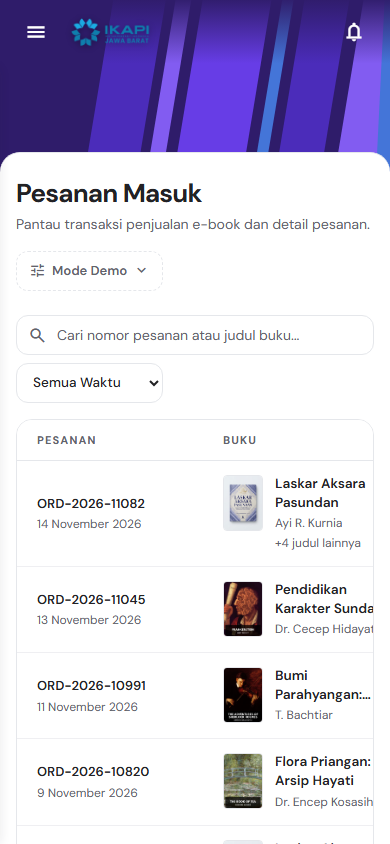 IKAPI
JAWA BARAT
Pesanan Masuk
Pantau transaksi penjualan e-book dan detail pesanan.
Mode Demo
Cari nomor pesanan atau judul buku...
Semua Waktu
PESANAN BUKU
Laskar Aksara
Pasundan
ORD-2026-11082
14 November 2026
Ayi R. Kurnia
+4 judul lainnya
Pendidikan
Karakter Sunda
ORD-2026-11045
13 November 2026
Dr. Cecep Hidayat
Bumi
Parahyangan:...
ORD-2026-10991
11 November 2026
T. Bachtiar
Flora Priangan:
Arsip Hayati
ORD-2026-10820
9 November 2026
Dr. Encep Kosasih